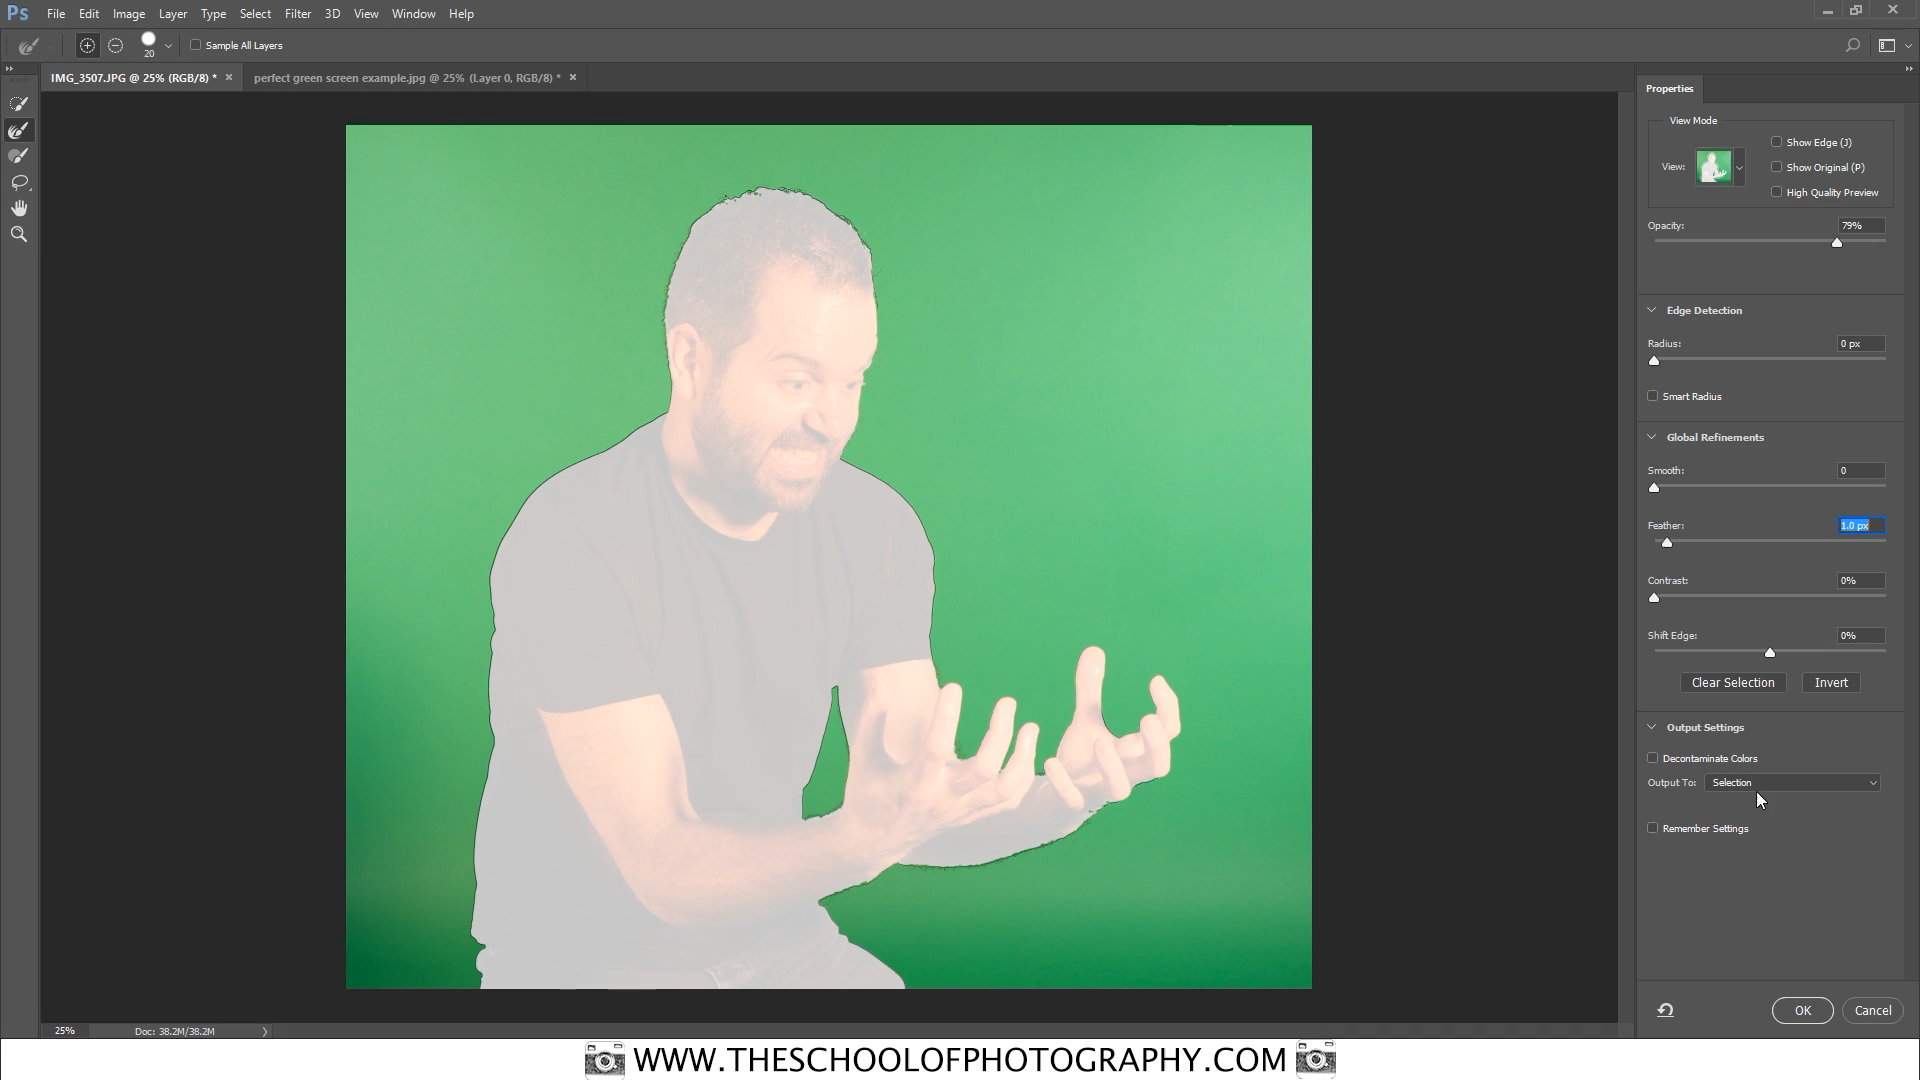 Ps File Edit Image Layer Type Select Filter 3D View Window Help
20 Sample All Layers
IMG_3507.JPG @ 25% (RGB/8) * × perfect green screen example.jpg @ 25% (Layer 0, RGB/8) * ×
Properties
View Mode
Show Edge (J)
View:
Show Original (P)
High Quality Preview
Opacity: 79%
Edge Detection
Radius: 0 px
Smart Radius
Global Refinements
Smooth: 0
Feather: 1.0 px
Contrast: 0%
Shift Edge: 0%
Clear Selection Invert
Output Settings
Decontaminate Colors
Output To: Selection
Remember Settings
OK Cancel
25% Doc: 38.2M/38.2M
WWW.THESCHOOLOFPHOTOGRAPHY.COM